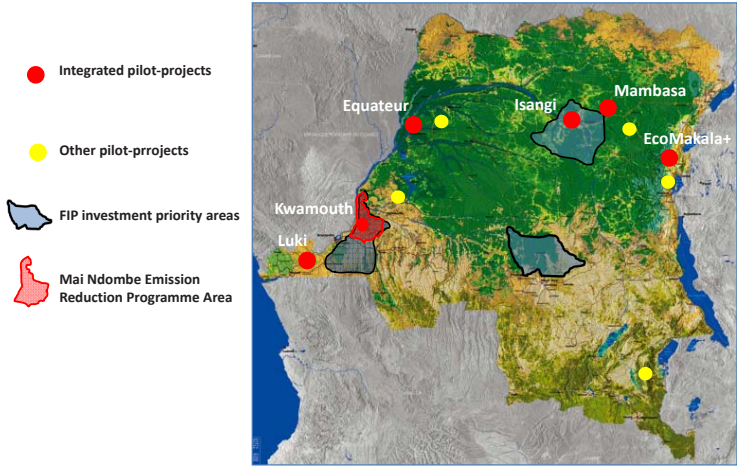 Integrated pilot-projects
Other pilot-prrojects
FIP investment priority areas
Mai Ndombe Emission
Reduction Programme Area
Equateur
Isangi
Mambasa
EcoMakala+
Kwamouth
Luki